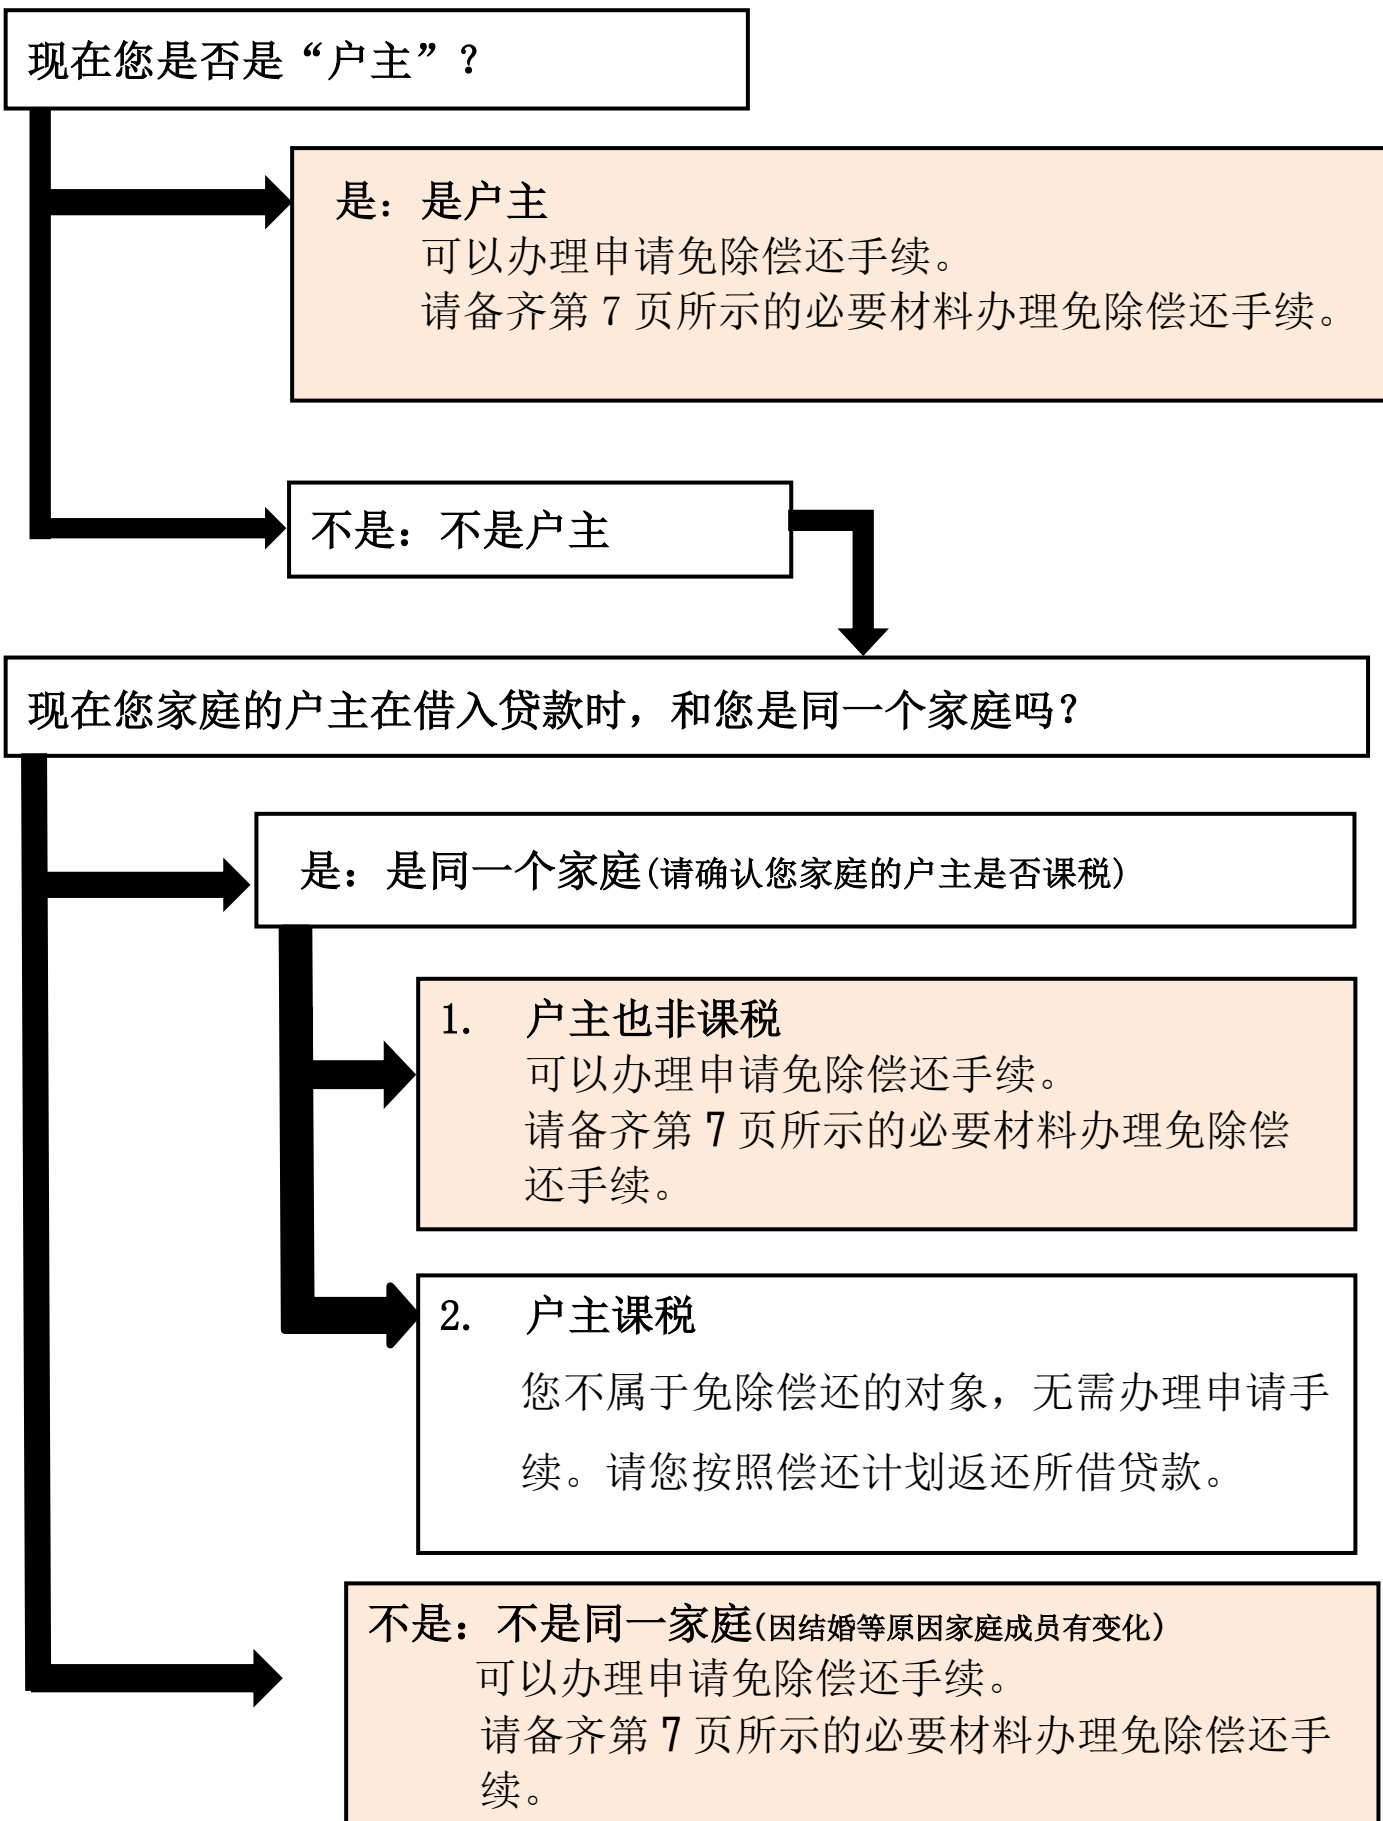 现在您是否是“户主”？
是：是户主
可以办理申请免除偿还手续。
请备齐第 7 页所示的必要材料办理免除偿还手续。
不是：不是户主
现在您家庭的户主在借入贷款时，和您是同一个家庭吗？
是：是同一个家庭(请确认您家庭的户主是否课税)
1. 户主也非课税
可以办理申请免除偿还手续。
请备齐第 7 页所示的必要材料办理免除偿
还手续。
2. 户主课税
您不属于免除偿还的对象，无需办理申请手
续。请您按照偿还计划返还所借贷款。
不是：不是同一家庭(因结婚等原因家庭成员有变化)
可以办理申请免除偿还手续。
请备齐第 7 页所示的必要材料办理免除偿还手
续。